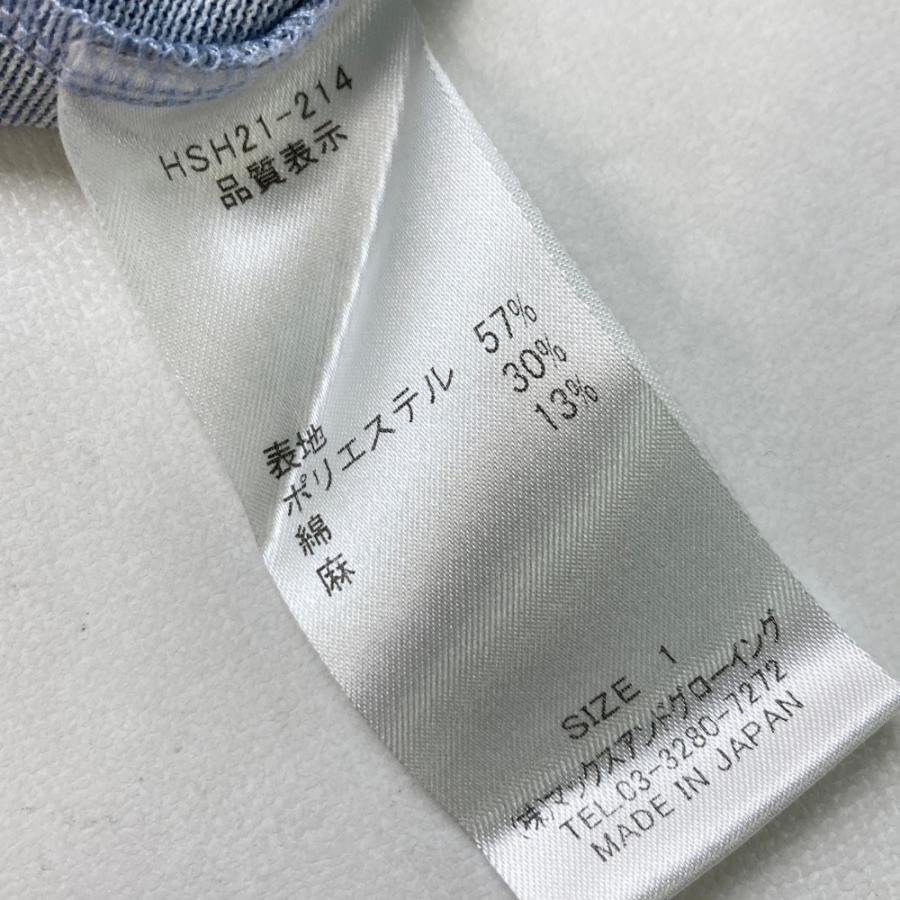 HSH21-214
品質表示
表地
ポリエステル 57%
綿 30%
麻 13%
SIZE 1
(株)マックスアンドグローイング
TEL.03-3280-7272
MADE IN JAPAN